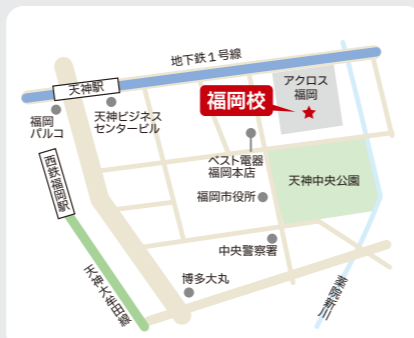 地下鉄1号線
天神駅
アクロス
福岡
福岡校
福岡
パルコ
天神ビジネス
センタービル
西鉄福岡駅
ベスト電器
福岡本店
天神中央公園
福岡市役所
中央警察署
天神大牟田線
博多大丸
薬院新川